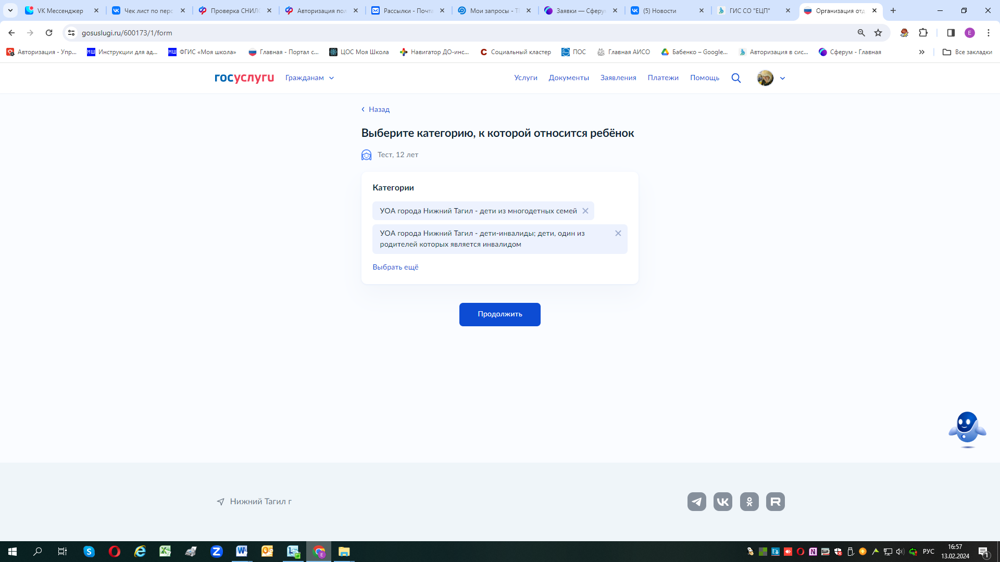 VK Мессенджер
Чек лист по перс
Проверка СНИЛС
Авторизация пол
Рассылки - Почта
Мои запросы - Т
Заявки — Сферу
(5) Новости
ГИС СО "ЕЦП"
Организация отд
gosuslugi.ru/600173/1/form
E
Авторизация - Упр...
Инструкции для ад...
ФГИС «Моя школа»
Главная - Портал с...
ЦОС Моя Школа
Навигатор ДО-инс...
Социальный кластер
ПОС
Главная АИСО
Бабенко – Google...
Авторизация в сис...
Сферум - Главная
Все закладки
госуслуги
Гражданам
Услуги
Документы
Заявления
Платежи
Помощь
Назад
Выберите категорию, к которой относится ребёнок
Тест, 12 лет
Категории
УОА города Нижний Тагил - дети из многодетных семей
УОА города Нижний Тагил - дети-инвалиды; дети, один из
родителей которых является инвалидом
Выбрать ещё
Продолжить
Нижний Тагил г
РУС
16:57
13.02.2024
1